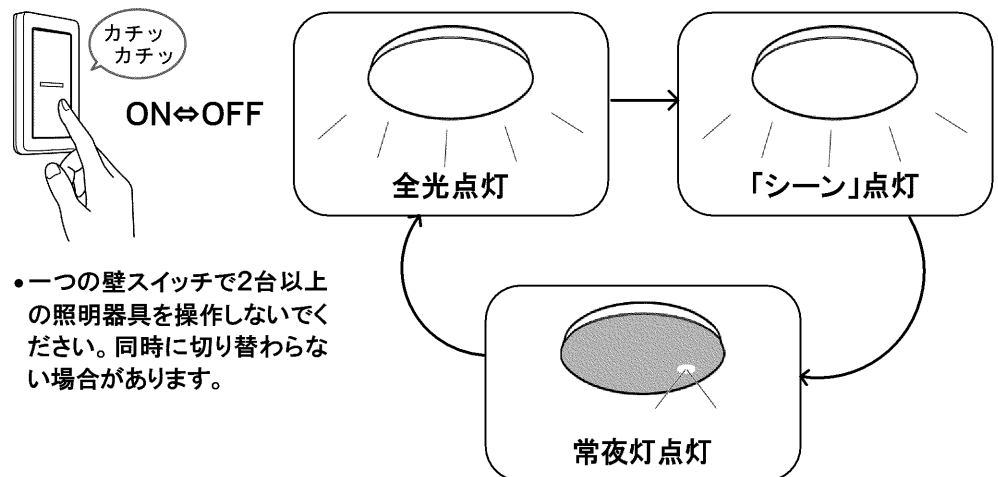 カチッ
カチッ
ON⇔OFF
全光点灯
「シーン」点灯
常夜灯点灯
•一つの壁スイッチで2台以上
の照明器具を操作しないでく
ださい。同時に切り替わらな
い場合があります。